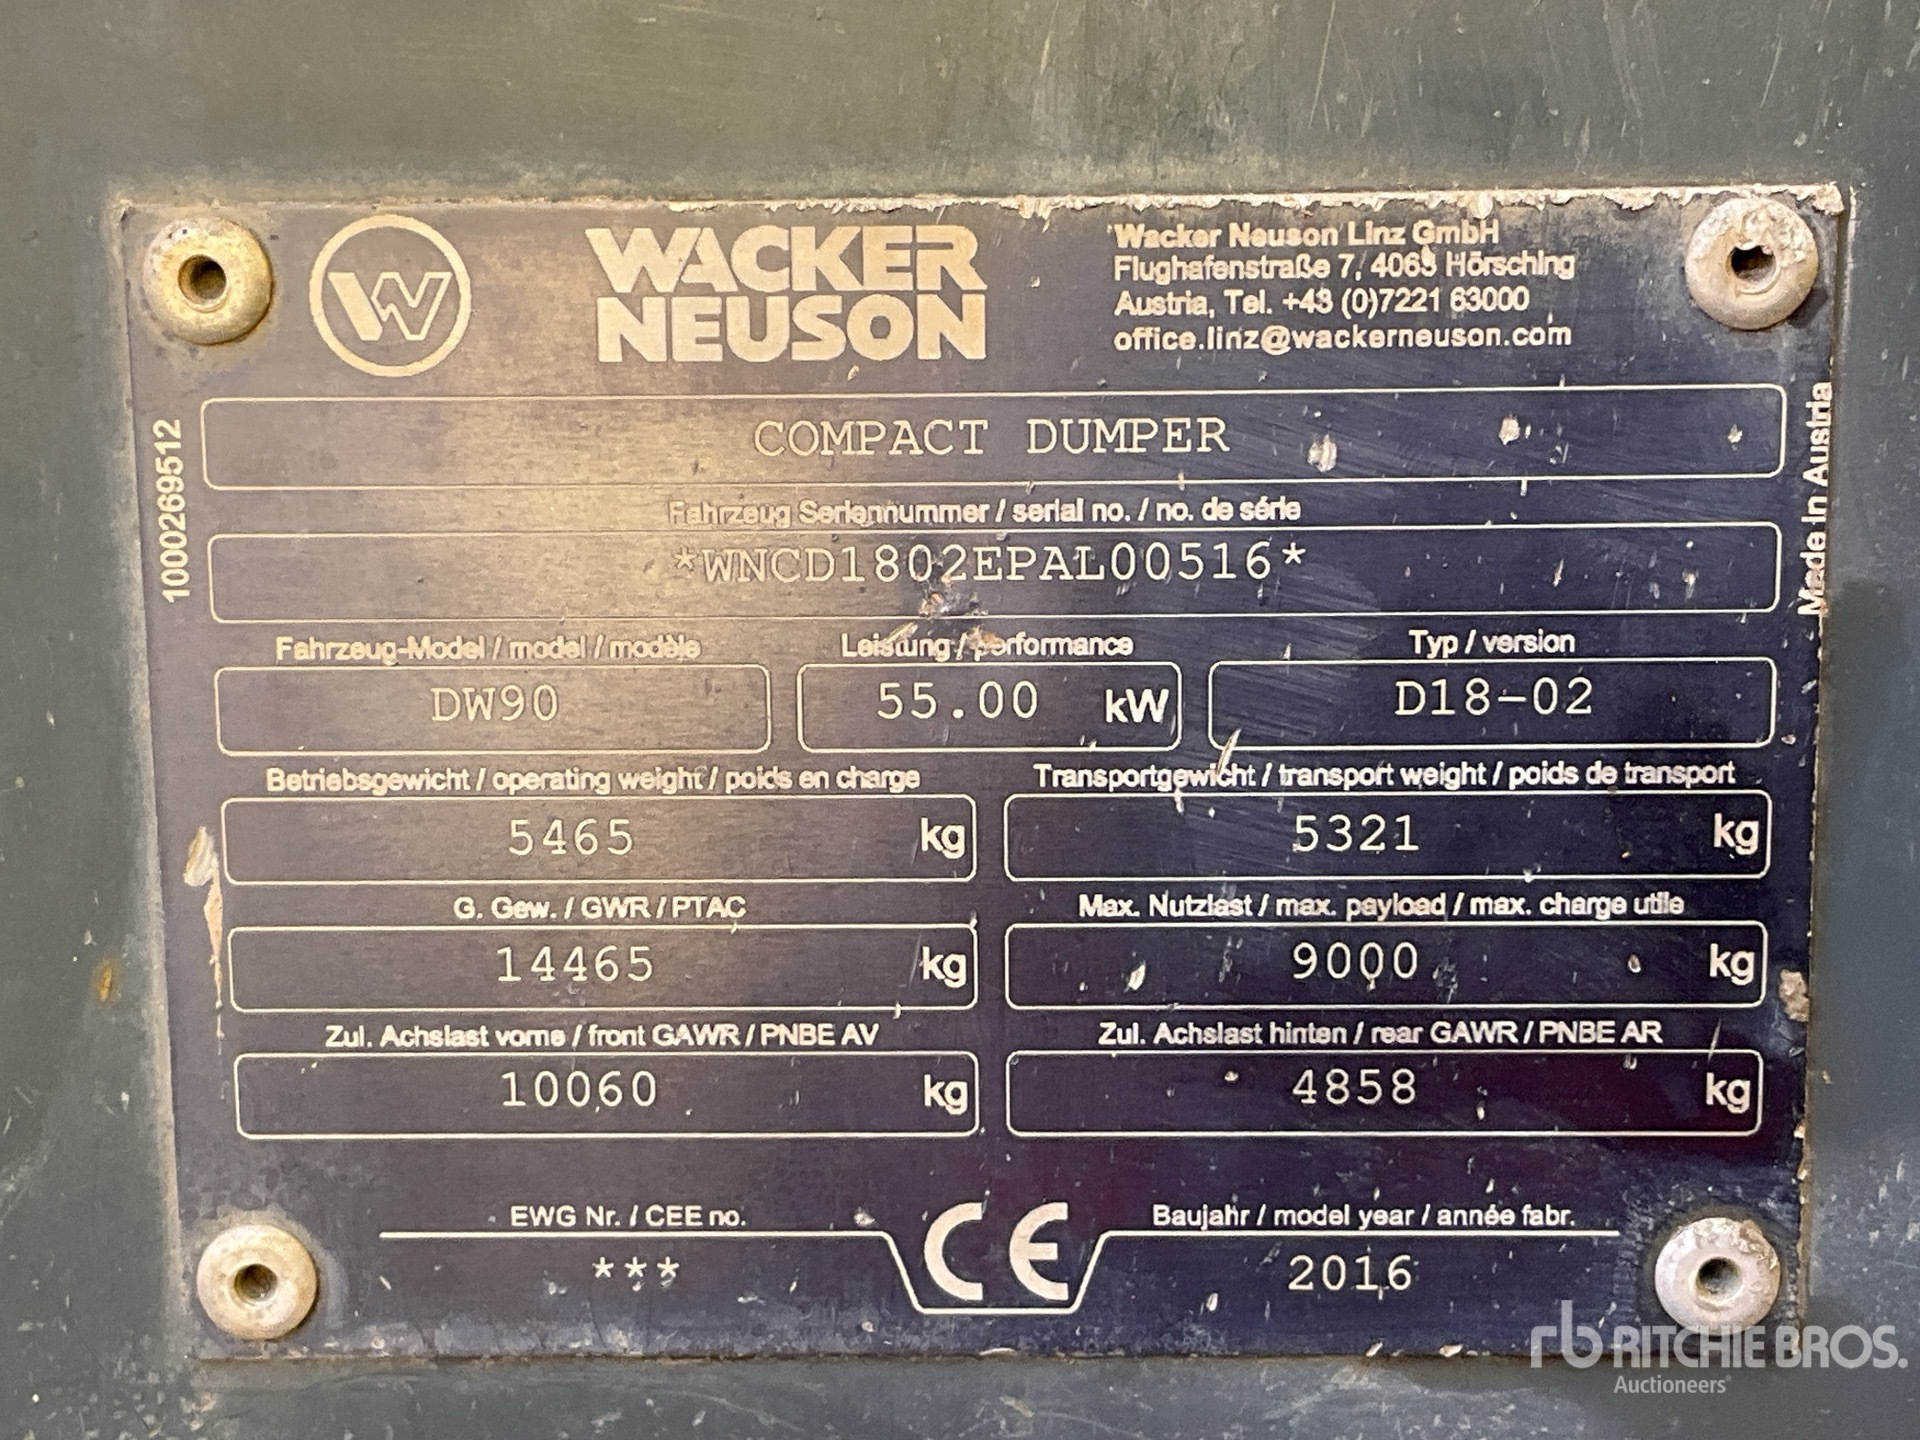 W
WACKER
NEUSON
Wacker Neuson Linz GmbH
Flughafenstraße 7, 4063 Hörsching
Austria, Tel. +43 (0)7221 63000
office.linz@wackerneuson.com
1000269512
Made in Austria
COMPACT DUMPER
Fahrzeug Seriennummer / serial no. / no. de série
*WNCD1802EPAL00516*
Fahrzeug-Model / model / modèle
Leistung / performance
Typ / version
DW90
55.00 kW
D18-02
Betriebsgewicht / operating weight / poids en charge
Transportgewicht / transport weight / poids de transport
5465 kg
5321 kg
G. Gew. / GWR / PTAC
Max. Nutzlast / max. payload / max. charge utile
14465 kg
9000 kg
Zul. Achslast vorne / front GAWR / PNBE AV
Zul. Achslast hinten / rear GAWR / PNBE AR
10060 kg
4858 kg
EWG Nr. / CEE no.
CE
Baujahr / model year / année fabr.
***
2016
rb RITCHIE BROS.
Auctioneers